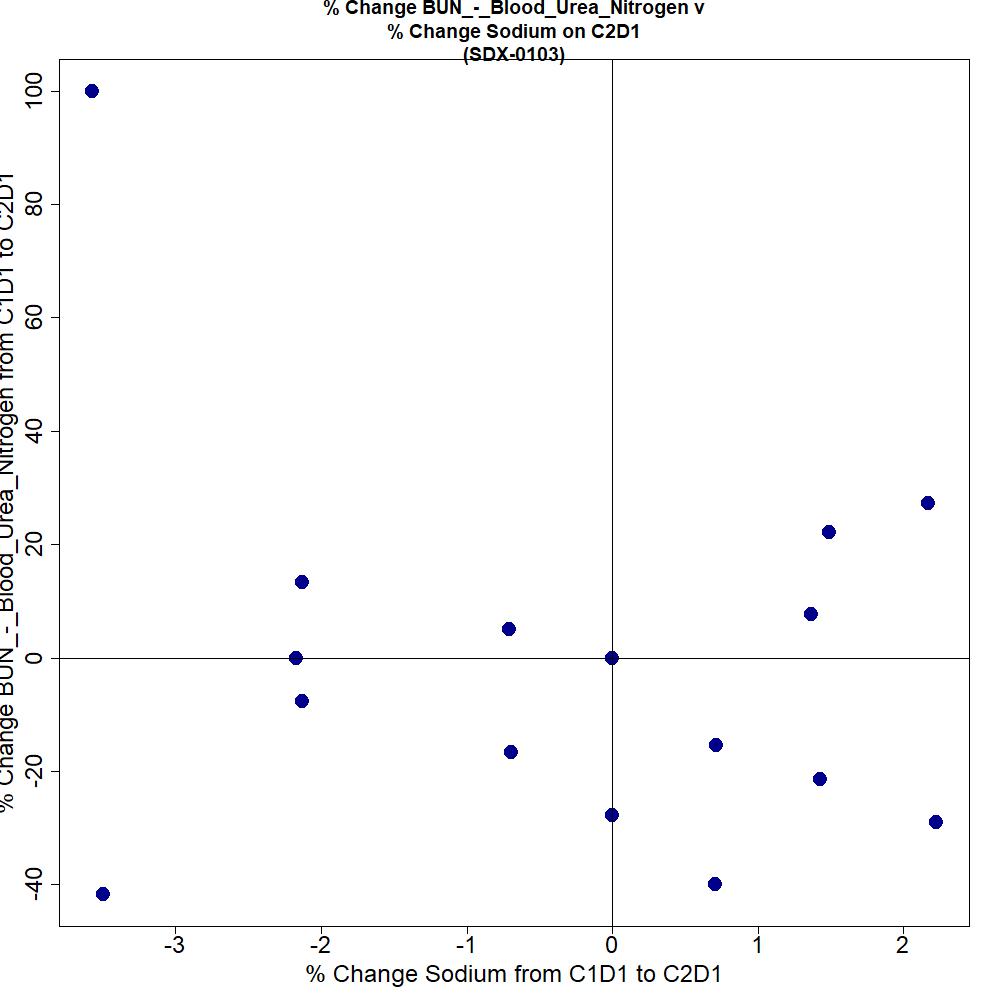 % Change BUN_-_Blood_Urea_Nitrogen v
% Change Sodium on C2D1
(SDX-0103)
% Change BUN_-_Blood_Urea_Nitrogen from C1D1 to C2D1
100
80
60
40
20
0
-20
-40
-3
-2
-1
0
1
2
% Change Sodium from C1D1 to C2D1